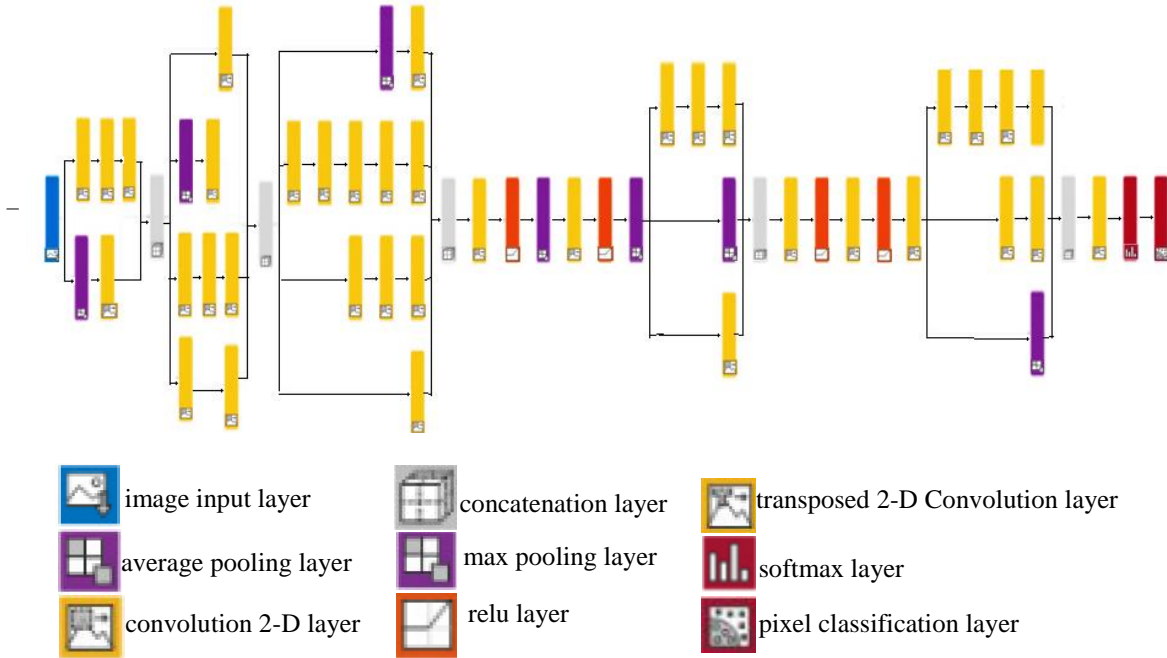 image input layer
concatenation layer
transposed 2-D Convolution layer
average pooling layer
max pooling layer
softmax layer
convolution 2-D layer
relu layer
pixel classification layer